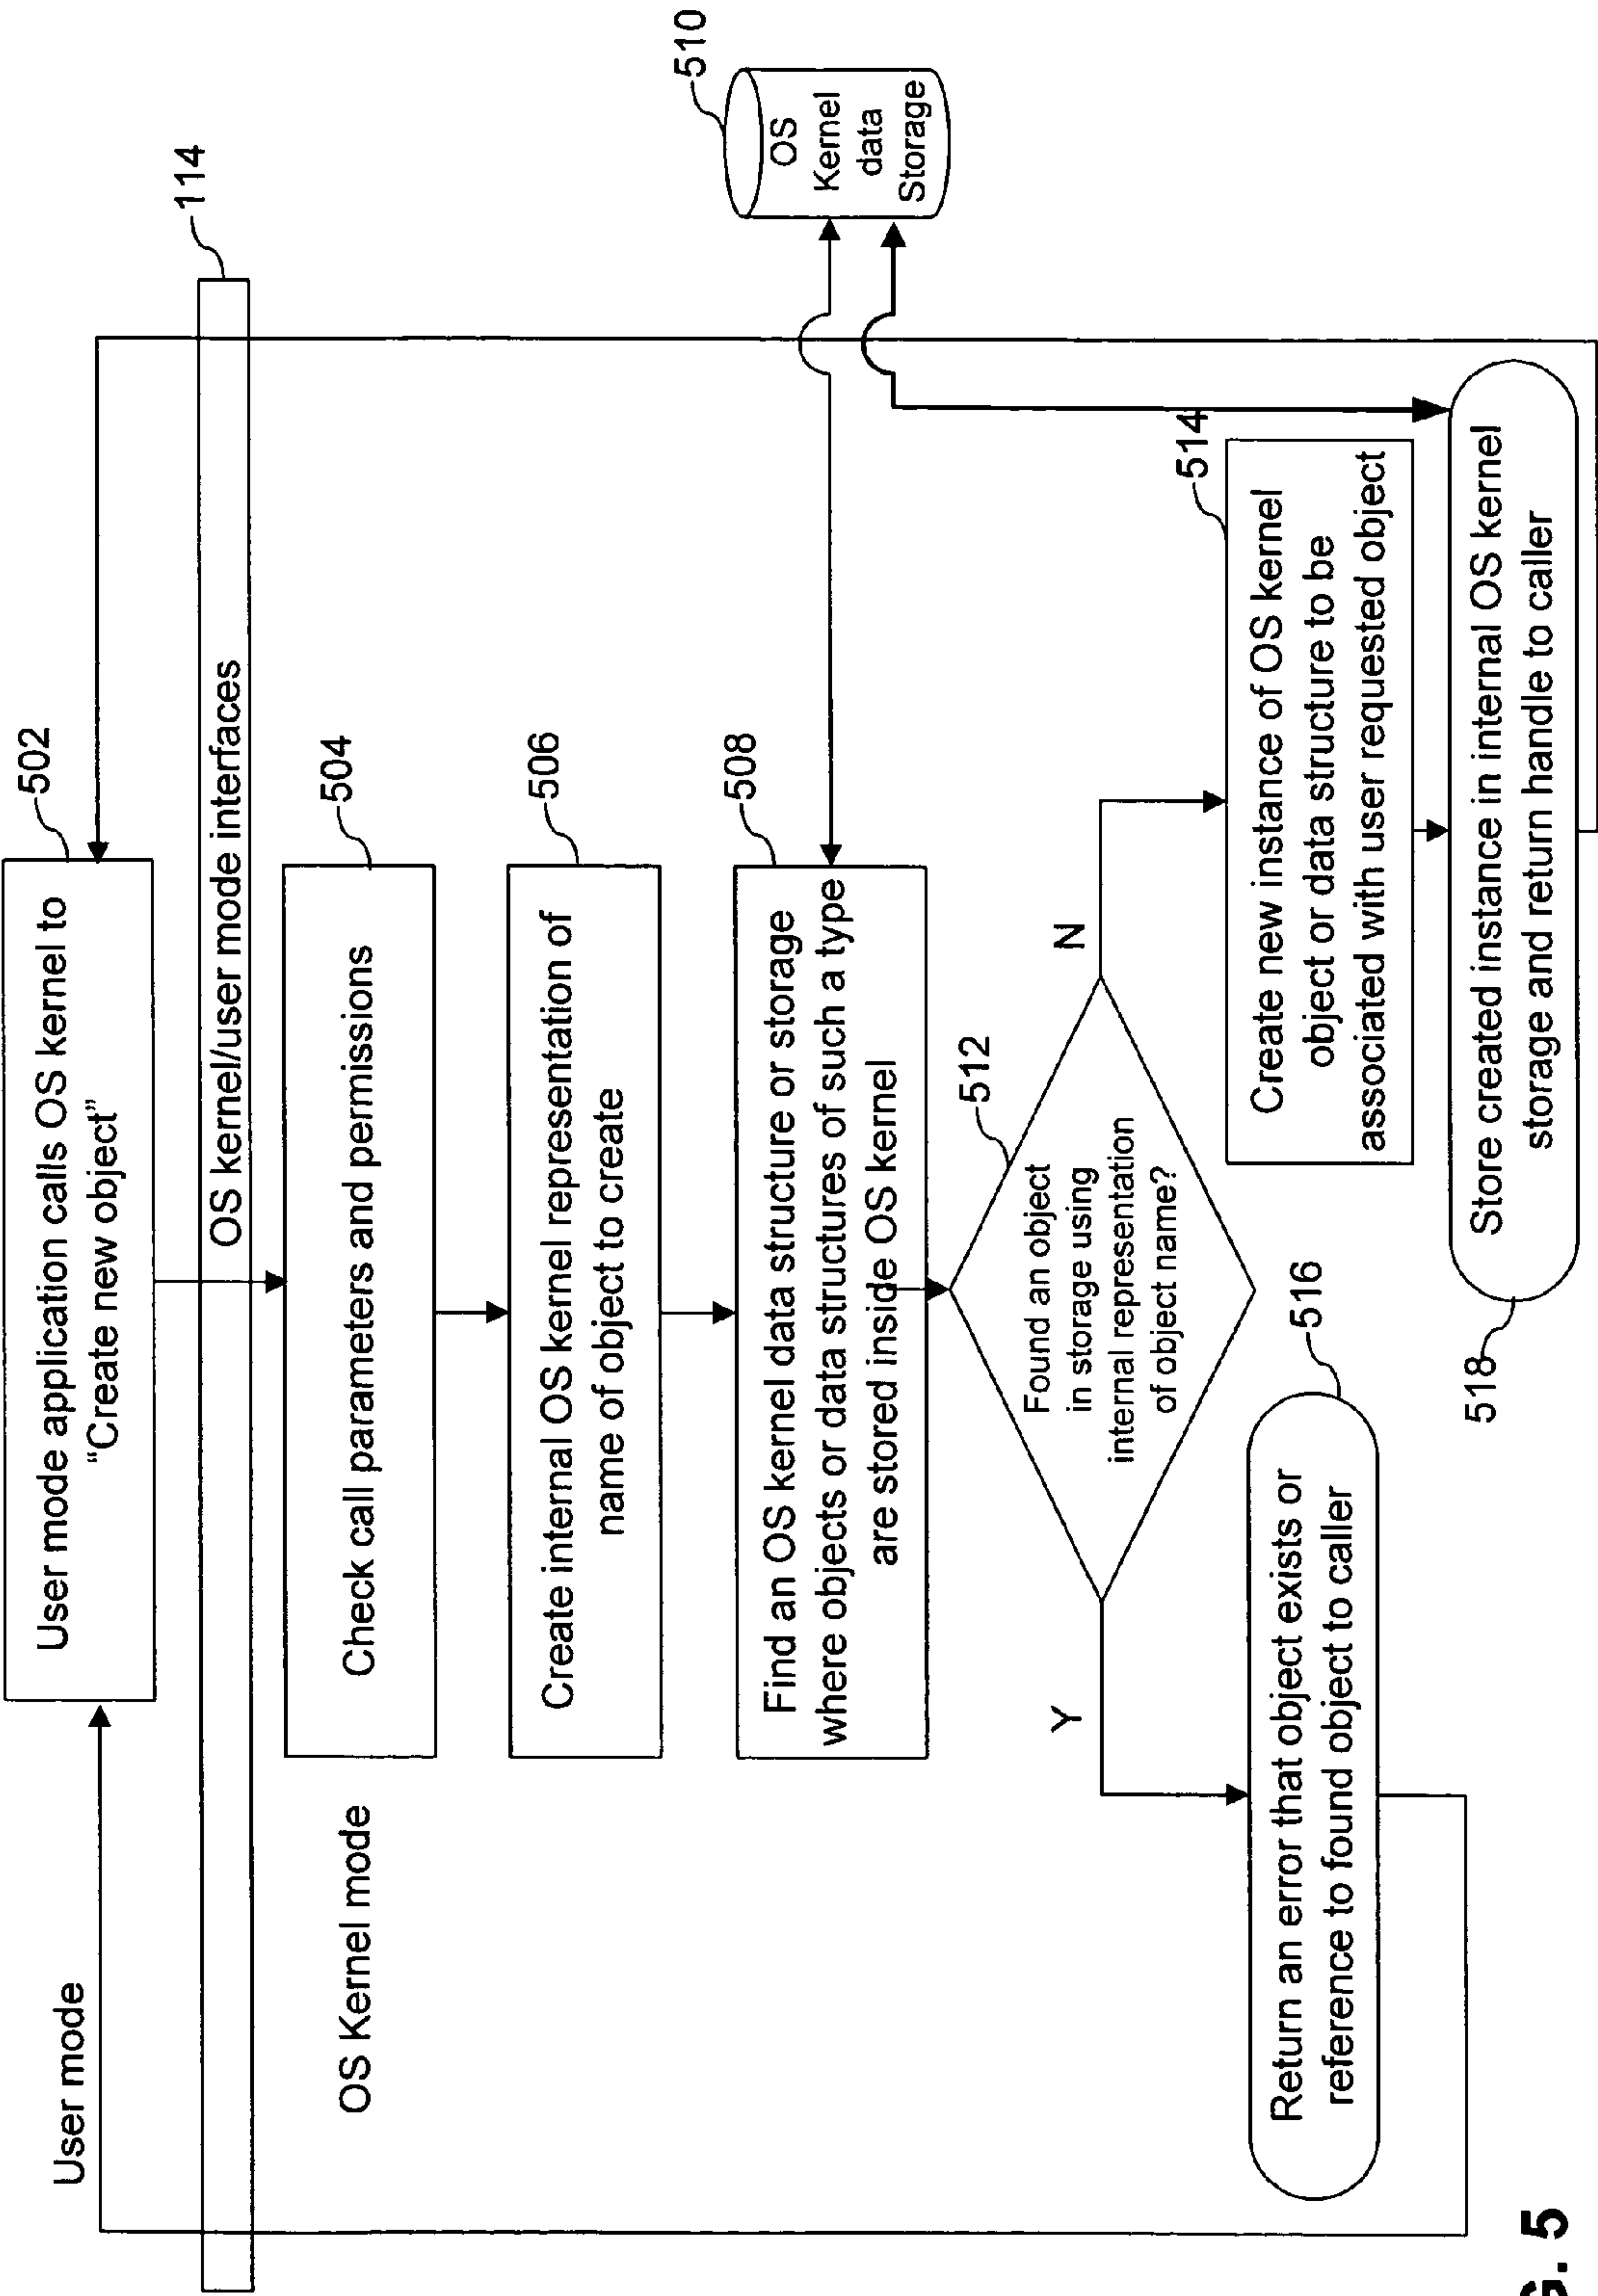 User mode
User mode application calls OS kernel to
“Create new object”
502
114
OS kernel/user mode interfaces
OS Kernel mode
Check call parameters and permissions
504
Create internal OS kernel representation of
name of object to create
506
Find an OS kernel data structure or storage
where objects or data structures of such a type
are stored inside OS kernel
508
510
OS
Kernel
data
Storage
Found an object
in storage using
internal representation
of object name?
512
Y
N
Create new instance of OS kernel
object or data structure to be
associated with user requested object
514
Return an error that object exists or
reference to found object to caller
516
Store created instance in internal OS kernel
storage and return handle to caller
518
G. 5